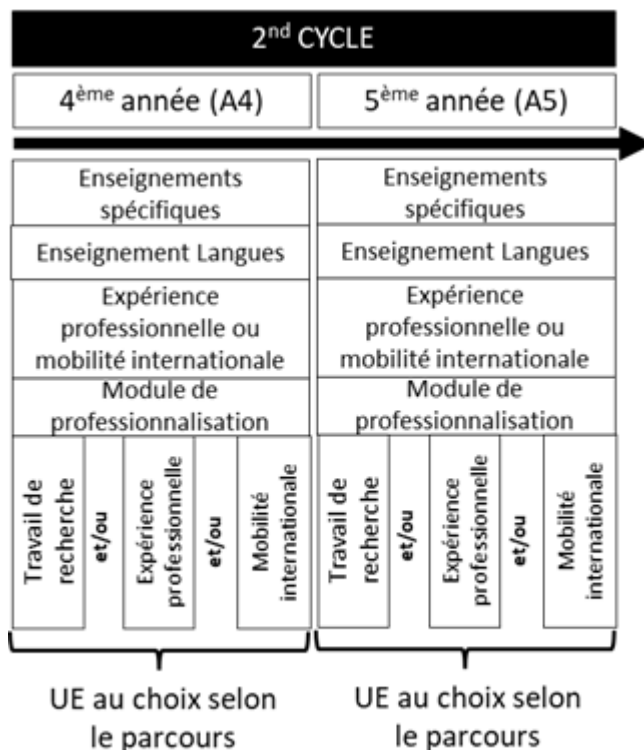 2nd CYCLE
4ème année (A4)
5ème année (A5)
Enseignements
spécifiques
Enseignement Langues
Expérience
professionnelle ou
mobilité internationale
Module de
professionnalisation
Travail de
recherche
et/ou
Expérience
professionnelle
et/ou
Mobilité
internationale
UE au choix selon
le parcours
Enseignements
spécifiques
Enseignement Langues
Expérience
professionnelle ou
mobilité internationale
Module de
professionnalisation
Travail de
recherche
et/ou
Expérience
professionnelle
et/ou
Mobilité
internationale
UE au choix selon
le parcours